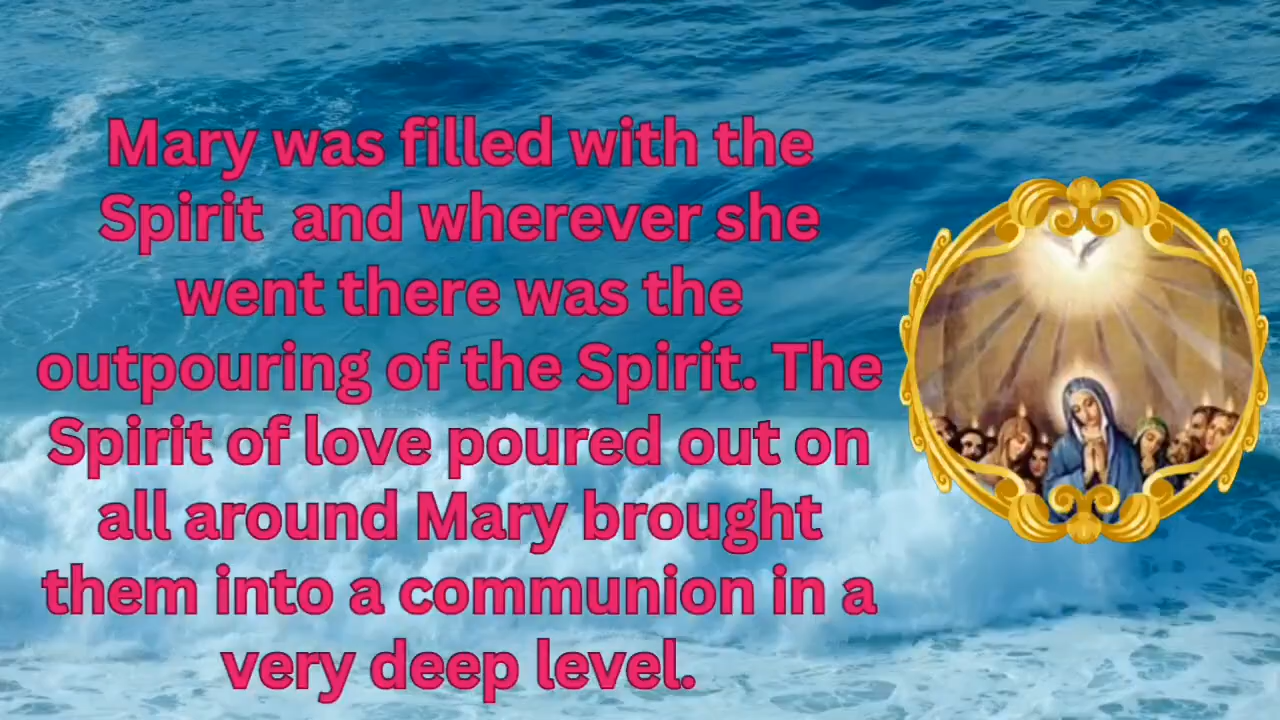 Mary was filled with the
Spirit  and wherever she
went there was the
outpouring of the Spirit. The
Spirit of love poured out on
all around Mary brought
them into a communion in a
very deep level.